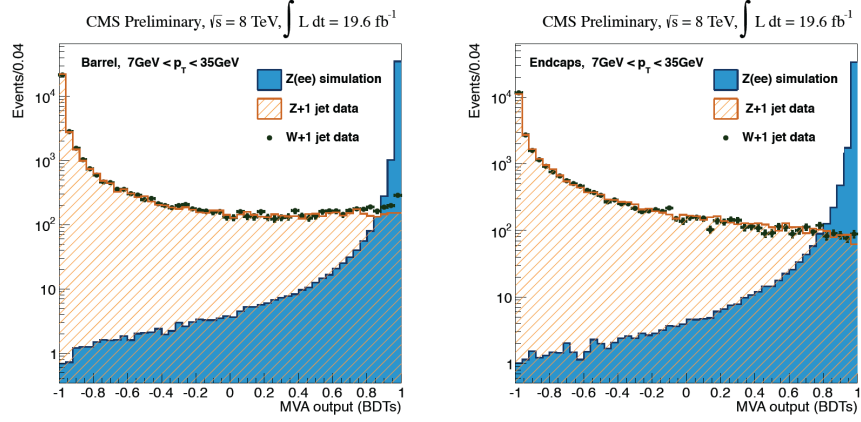 CMS Preliminary, √s = 8 TeV, ∫ L dt = 19.6 fb⁻¹
Events/0.04
Barrel, 7GeV < p_T < 35GeV
Z(ee) simulation
Z+1 jet data
W+1 jet data
10⁴
10³
10²
10
1
-1 -0.8 -0.6 -0.4 -0.2 0 0.2 0.4 0.6 0.8 1
MVA output (BDTs)
CMS Preliminary, √s = 8 TeV, ∫ L dt = 19.6 fb⁻¹
Events/0.04
Endcaps, 7GeV < p_T < 35GeV
Z(ee) simulation
Z+1 jet data
W+1 jet data
10⁴
10³
10²
10
1
-1 -0.8 -0.6 -0.4 -0.2 0 0.2 0.4 0.6 0.8 1
MVA output (BDTs)